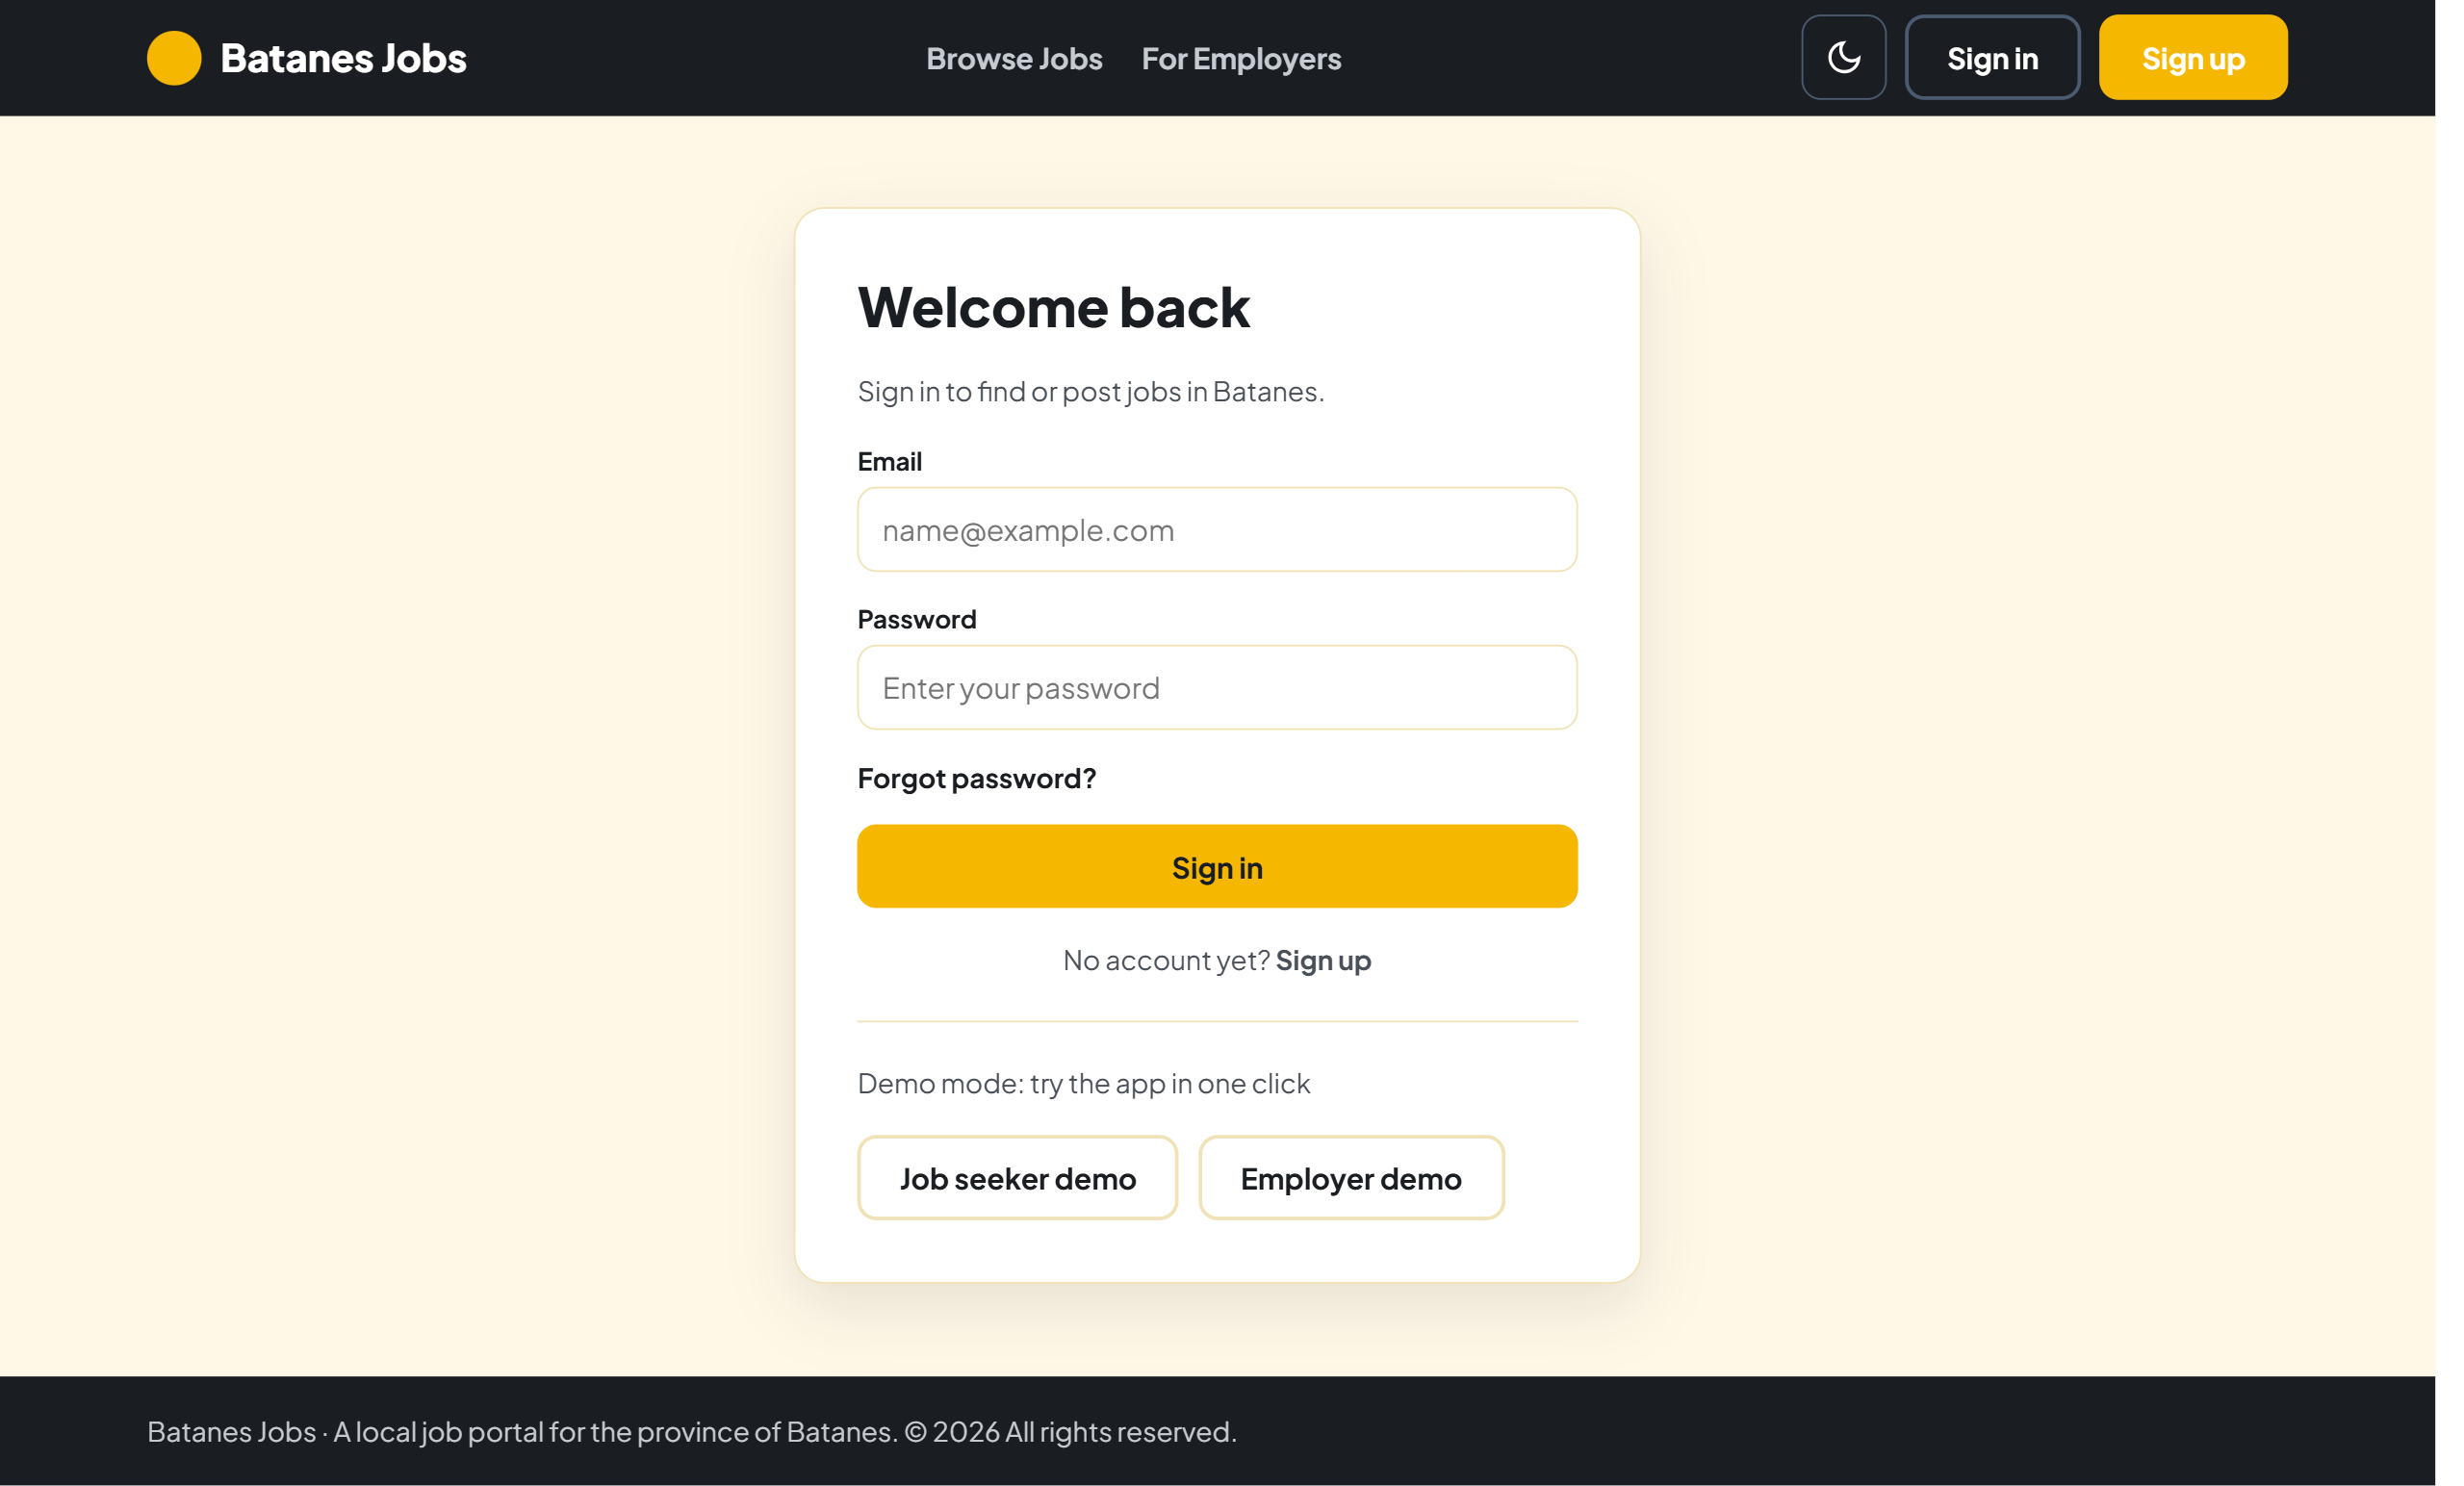 Batanes Jobs
Browse Jobs
For Employers
Sign in
Sign up
Welcome back
Sign in to find or post jobs in Batanes.
Email
name@example.com
Password
Enter your password
Forgot password?
Sign in
No account yet? Sign up
Demo mode: try the app in one click
Job seeker demo
Employer demo
Batanes Jobs · A local job portal for the province of Batanes. © 2026 All rights reserved.